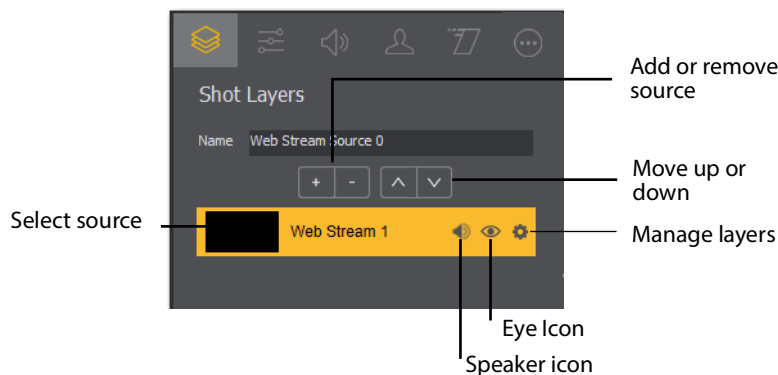 Shot Layers
Add or remove
source
Name Web Stream Source 0
+ -
Move up or
down
Select source
Web Stream 1
Manage layers
Eye Icon
Speaker icon